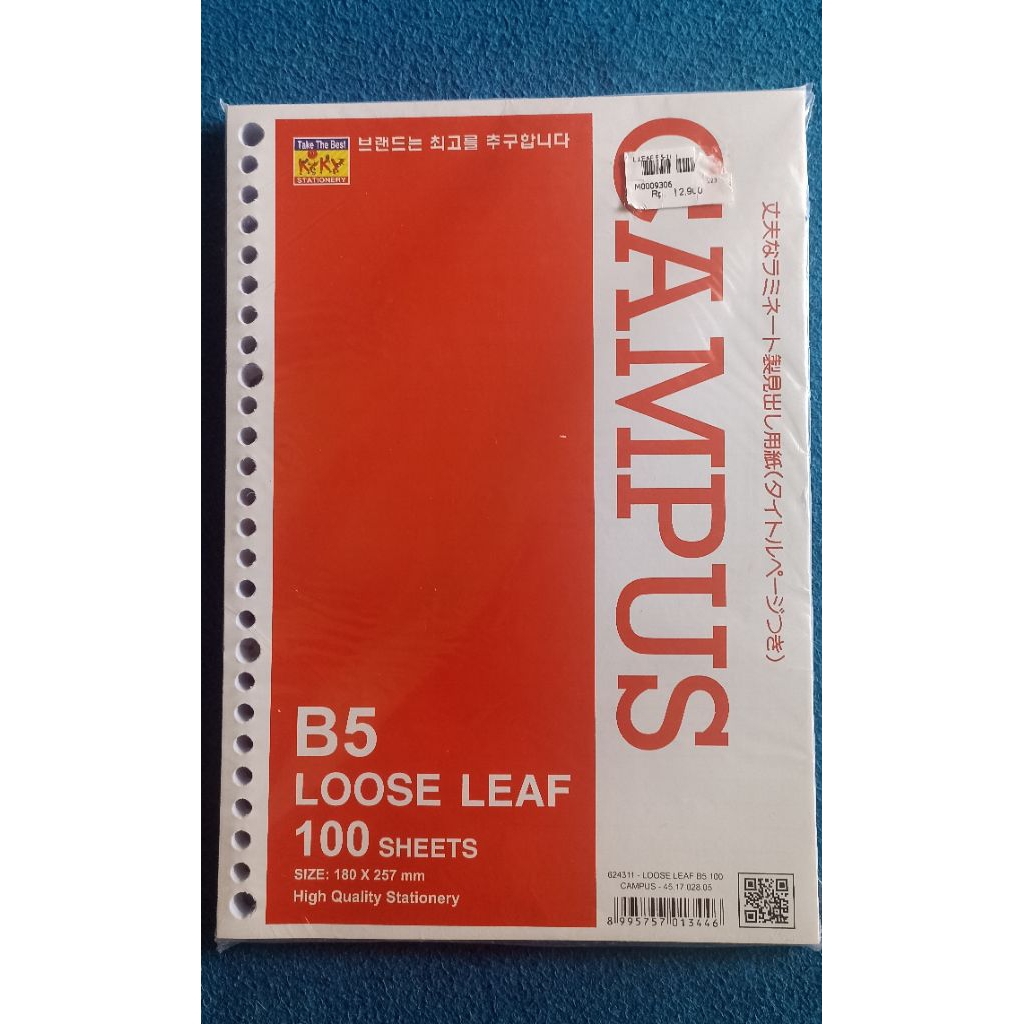 Take The Best
KiKY
STATIONERY
브랜드는 최고를 추구합니다
M0009306
Rp. 12.900
CAMPUS
丈夫なラミネート製見出し用紙(タイトルページつき)
B5
LOOSE LEAF
100 SHEETS
SIZE: 180 X 257 mm
High Quality Stationery
624311 - LOOSE LEAF B5 100
CAMPUS - 45.17.028.05
8 995757 013446